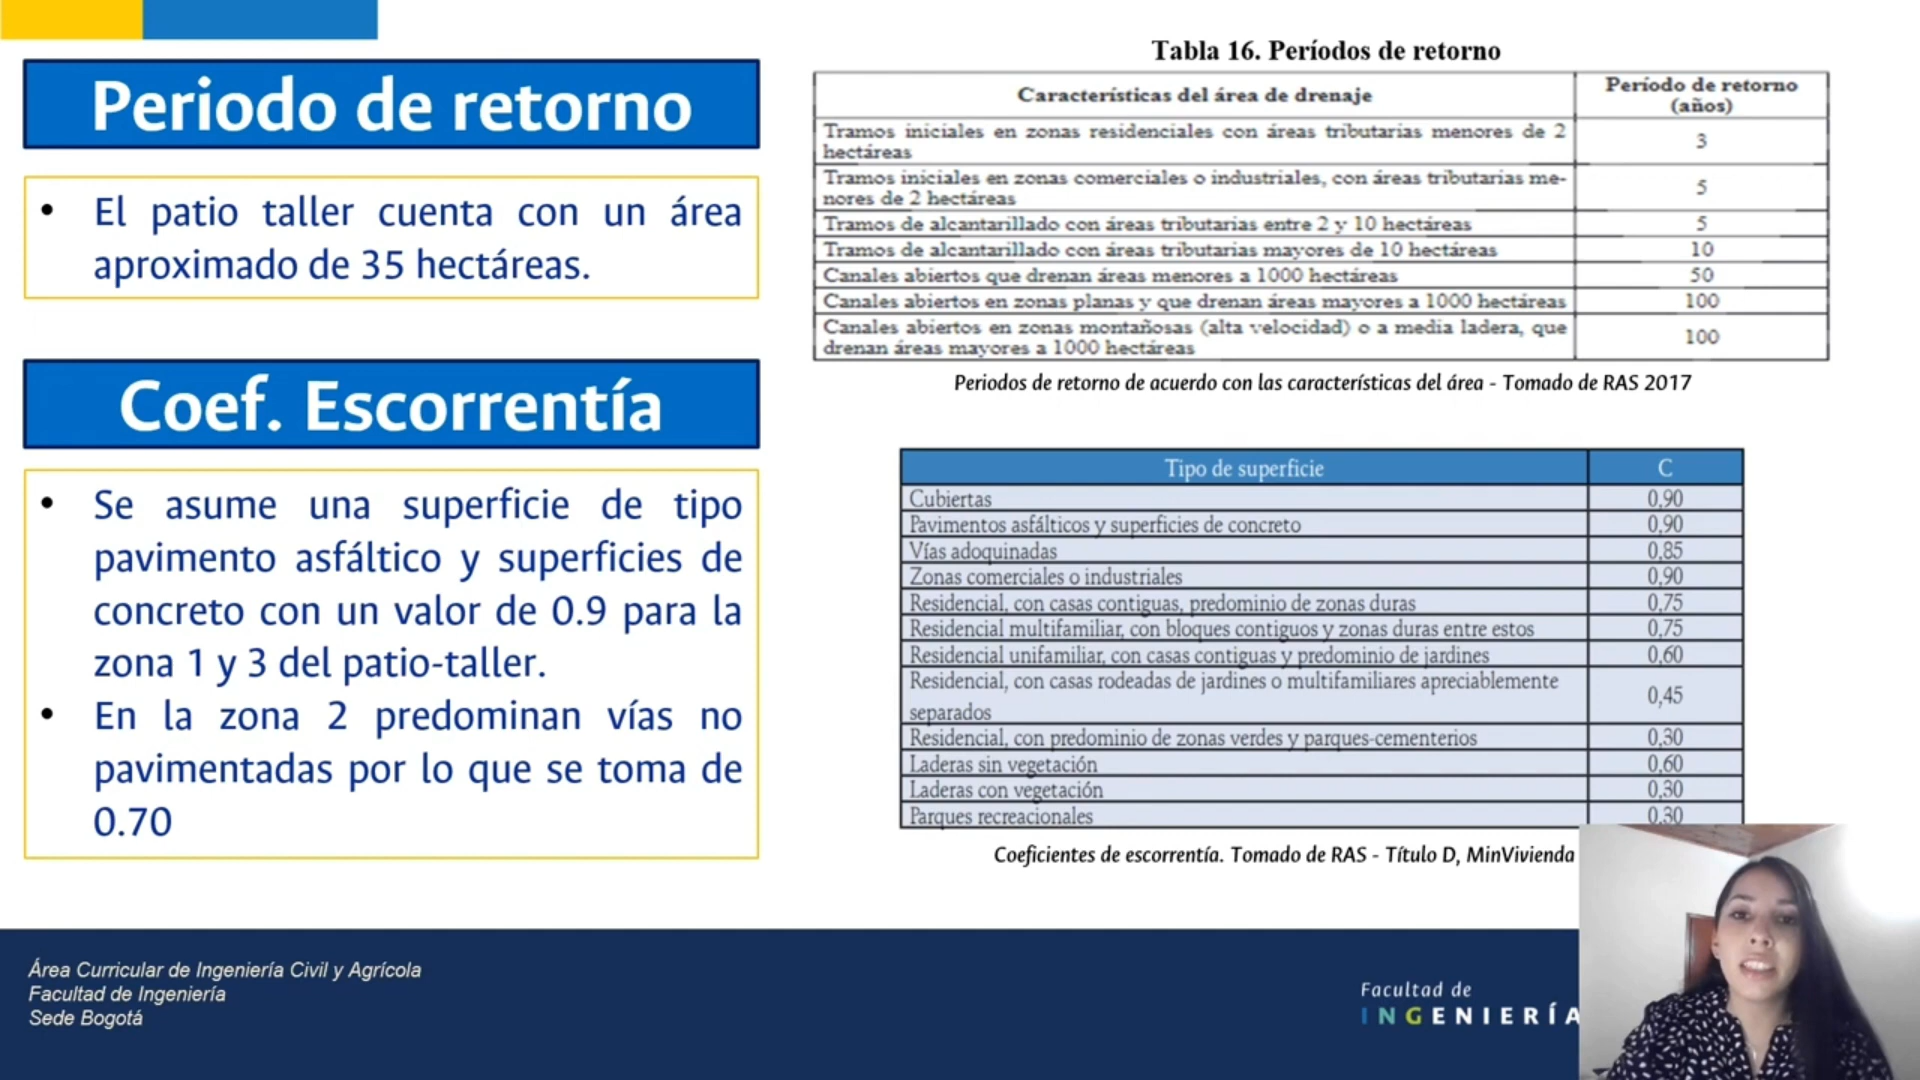 Periodo de retorno
• El patio taller cuenta con un área
aproximado de 35 hectáreas.
Coef. Escorrentía
• Se asume una superficie de tipo
pavimento asfáltico y superficies de
concreto con un valor de 0.9 para la
zona 1 y 3 del patio-taller.
• En la zona 2 predominan vías no
pavimentadas por lo que se toma de
0.70
Tabla 16. Períodos de retorno
Características del área de drenaje
Período de retorno
(años)
Tramos iniciales en zonas residenciales con áreas tributarias menores de 2
hectáreas
3
Tramos iniciales en zonas comerciales o industriales, con áreas tributarias me-
nores de 2 hectáreas
5
Tramos de alcantarillado con áreas tributarias entre 2 y 10 hectáreas 5
Tramos de alcantarillado con áreas tributarias mayores de 10 hectáreas 10
Canales abiertos que drenan áreas menores a 1000 hectáreas 50
Canales abiertos en zonas planas y que drenan áreas mayores a 1000 hectáreas 100
Canales abiertos en zonas montañosas (alta velocidad) o a media ladera, que
drenan áreas mayores a 1000 hectáreas
100
Periodos de retorno de acuerdo con las características del área - Tomado de RAS 2017
Tipo de superficie C
Cubiertas 0,90
Pavimentos asfálticos y superficies de concreto 0,90
Vías adoquinadas 0,85
Zonas comerciales o industriales 0,90
Residencial, con casas contiguas, predominio de zonas duras 0,75
Residencial multifamiliar, con bloques contiguos y zonas duras entre estos 0,75
Residencial unifamiliar, con casas contiguas y predominio de jardines 0,60
Residencial, con casas rodeadas de jardines o multifamiliares apreciablemente
separados
0,45
Residencial, con predominio de zonas verdes y parques-cementerios 0,30
Laderas sin vegetación 0,60
Laderas con vegetación 0,30
Parques recreacionales 0,30
Coeficientes de escorrentía. Tomado de RAS - Título D, MinVivienda
Área Curricular de Ingeniería Civil y Agrícola
Facultad de Ingeniería
Sede Bogotá
Facultad de
INGENIERÍA